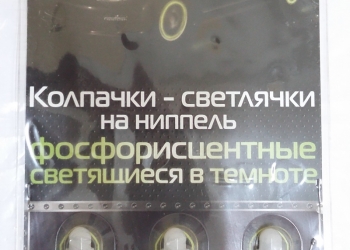 Колпачки - светлячки
на ниппель
фосфорисцентные
светящиеся в темноте